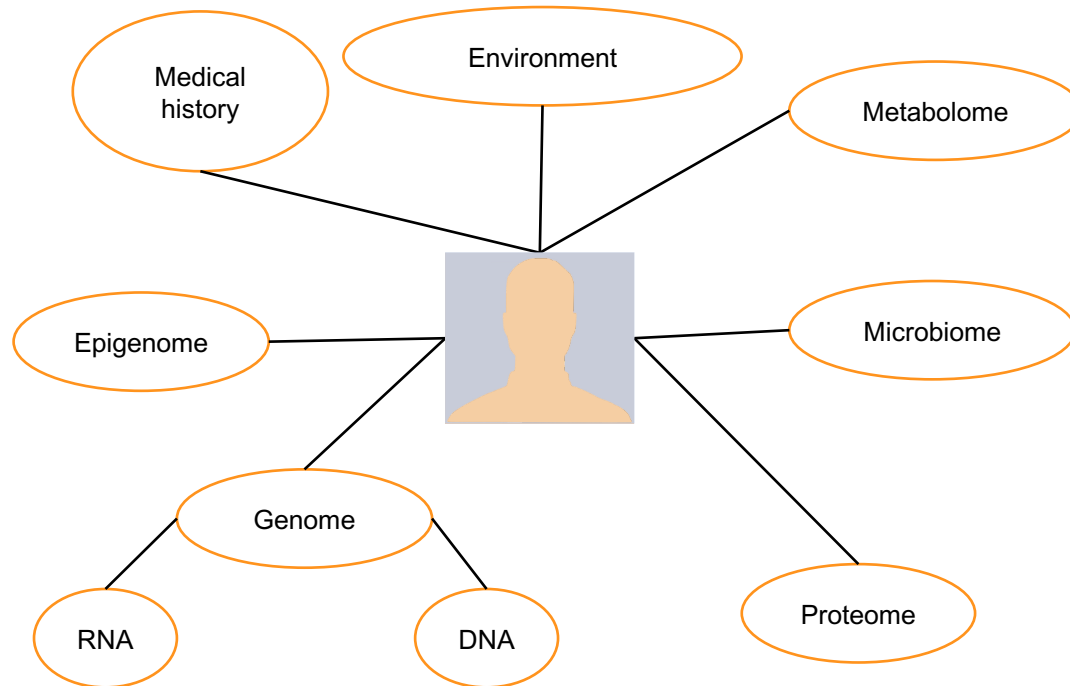 Environment
Medical
history
Metabolome
Epigenome
Microbiome
Genome
Proteome
RNA
DNA